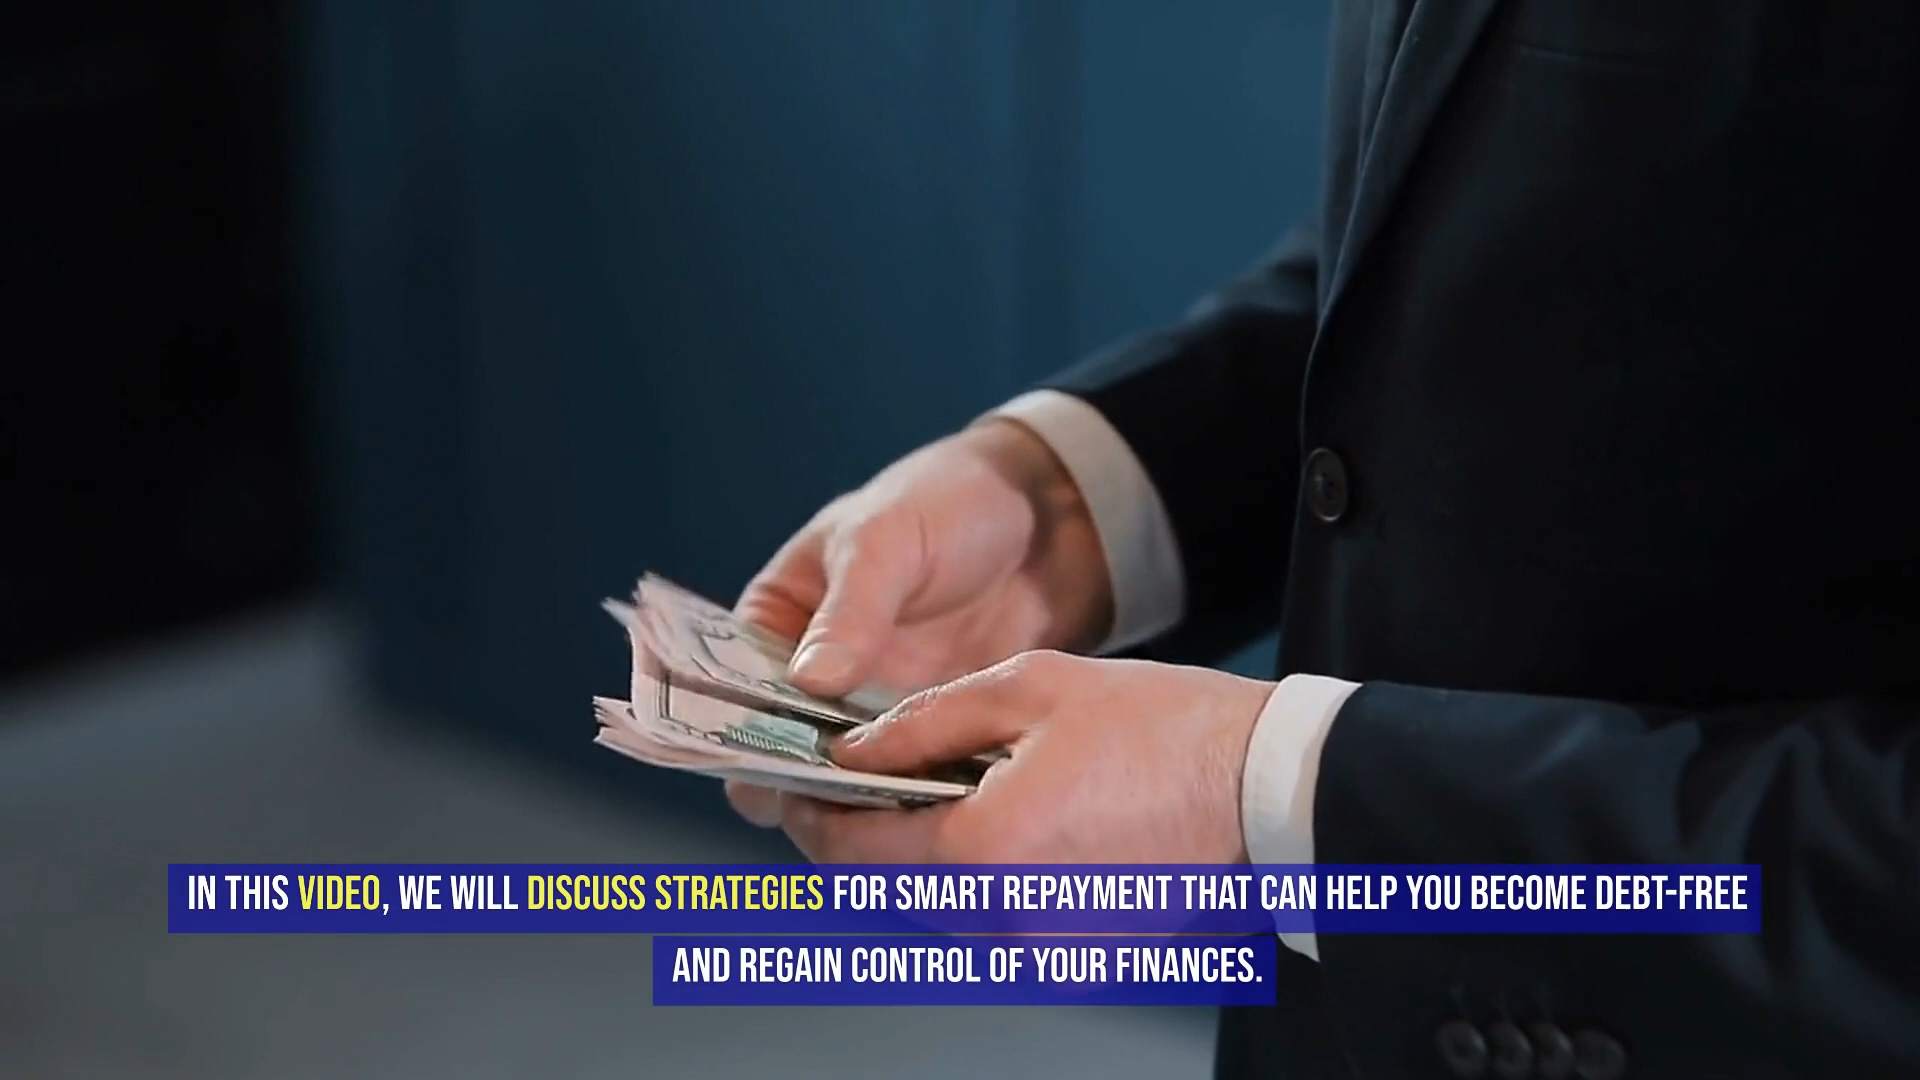 IN THIS VIDEO, WE WILL DISCUSS STRATEGIES FOR SMART REPAYMENT THAT CAN HELP YOU BECOME DEBT-FREE
AND REGAIN CONTROL OF YOUR FINANCES.